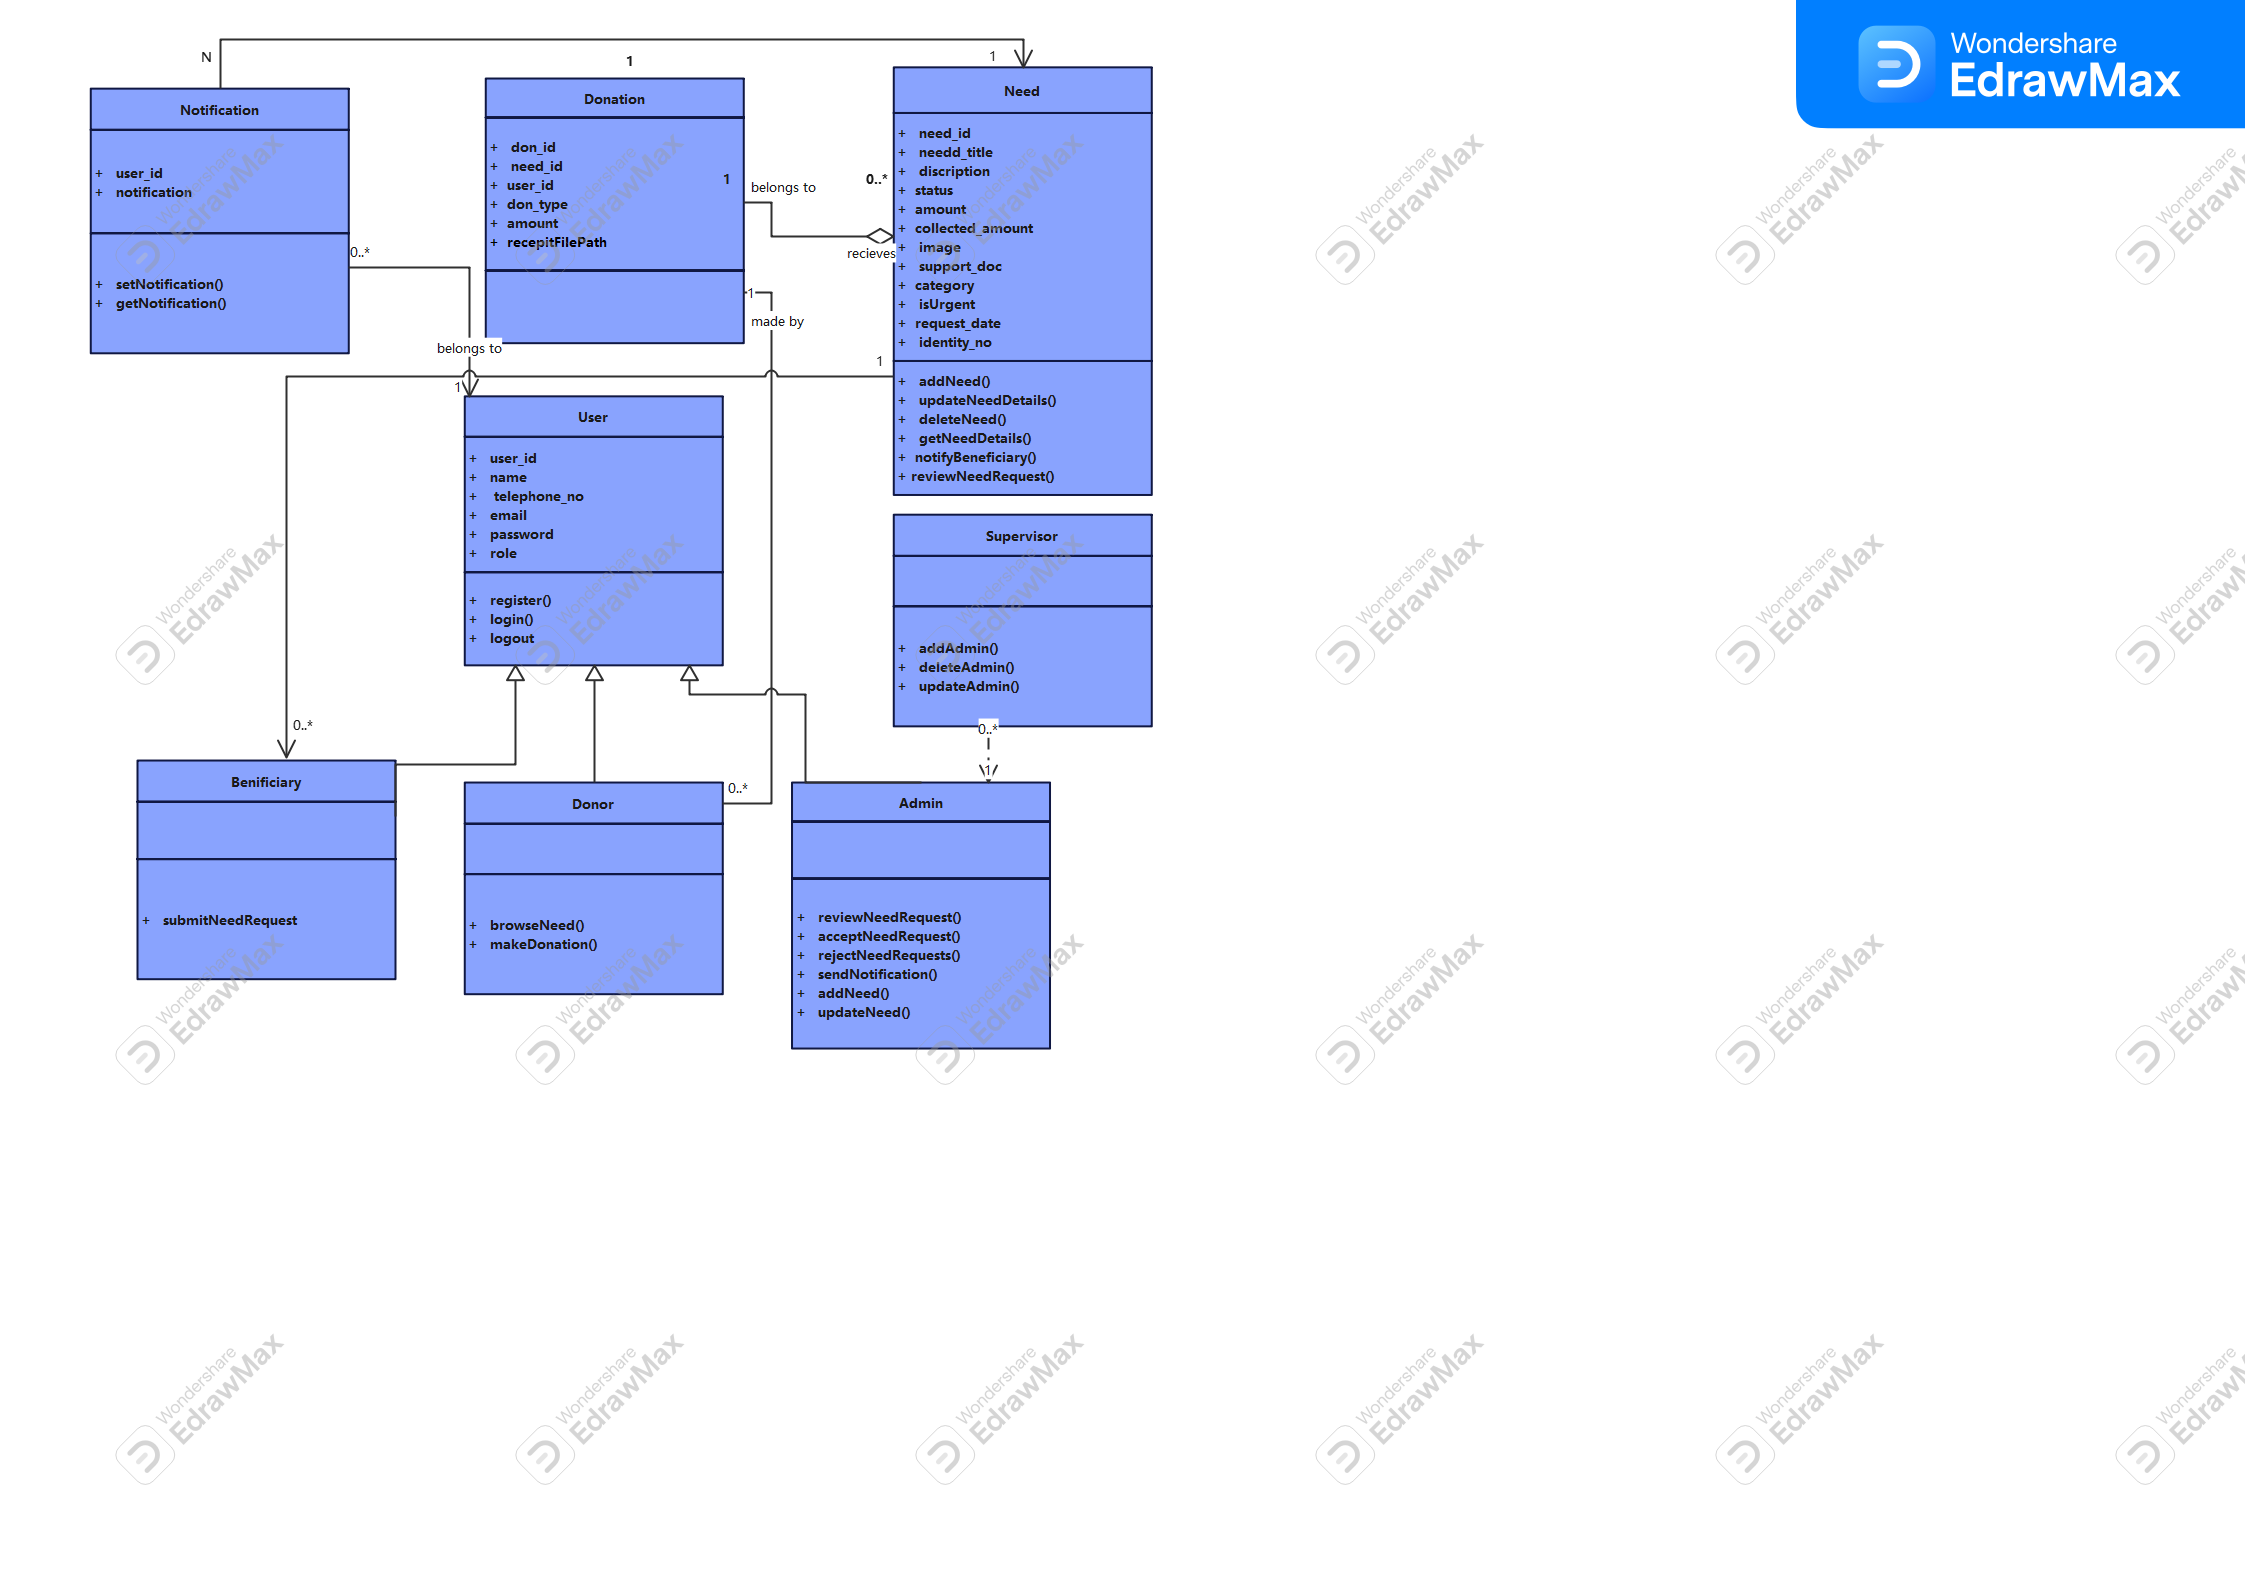 Wondershare
EdrawMax
N
1
1
Notification
+ user_id
+ notification
+ setNotification()
+ getNotification()
0..*
belongs to
1
Donation
+ don_id
+ need_id
+ user_id
+ don_type
+ amount
+ recepitFilePath
1
belongs to
0..*
recieves
1
made by
Need
+ need_id
+ needd_title
+ discription
+ status
+ amount
+ collected_amount
+ image
+ support_doc
+ category
+ isUrgent
+ request_date
+ identity_no
+ addNeed()
+ updateNeedDetails()
+ deleteNeed()
+ getNeedDetails()
+ notifyBeneficiary()
+ reviewNeedRequest()
1
User
+ user_id
+ name
+ telephone_no
+ email
+ password
+ role
+ register()
+ login()
+ logout
Supervisor
+ addAdmin()
+ deleteAdmin()
+ updateAdmin()
0..*
1
0..*
Benificiary
+ submitNeedRequest
0..*
Donor
+ browseNeed()
+ makeDonation()
Admin
+ reviewNeedRequest()
+ acceptNeedRequest()
+ rejectNeedRequests()
+ sendNotification()
+ addNeed()
+ updateNeed()